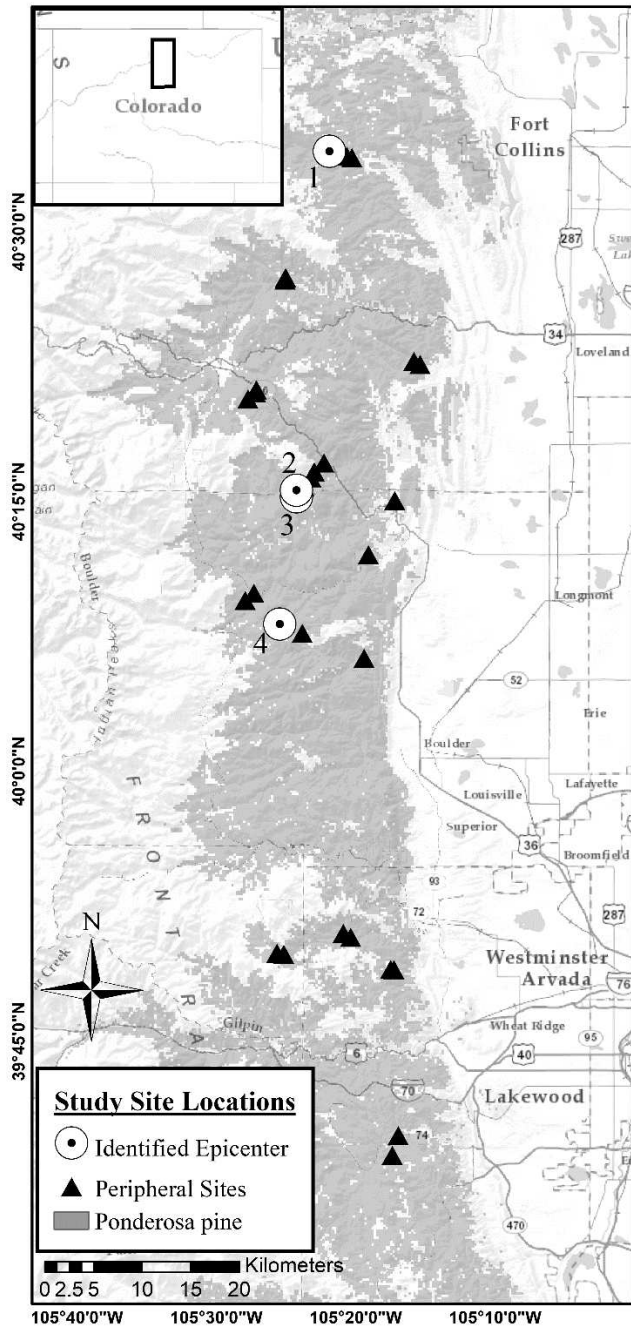 S
U
Colorado
Fort
Collins
1
40°30'0"N
287
34
Loveland
2
40°15'0"N
3
Boulder
Longmont
4
52
Erie
Boulder
40°0'0"N
Lafayette
Louisville
Superior
36
Broomfield
F R O N T R A
93
72
287
N
Westminster
Arvada
76
Creek
Gilpin
Wheat Ridge
95
39°45'0"N
6
40
70
Lakewood
Study Site Locations
74
Identified Epicenter
Peripheral Sites
Ponderosa pine
470
Kilometers
0 2.5 5 10 15 20
105°40'0"W 105°30'0"W 105°20'0"W 105°10'0"W